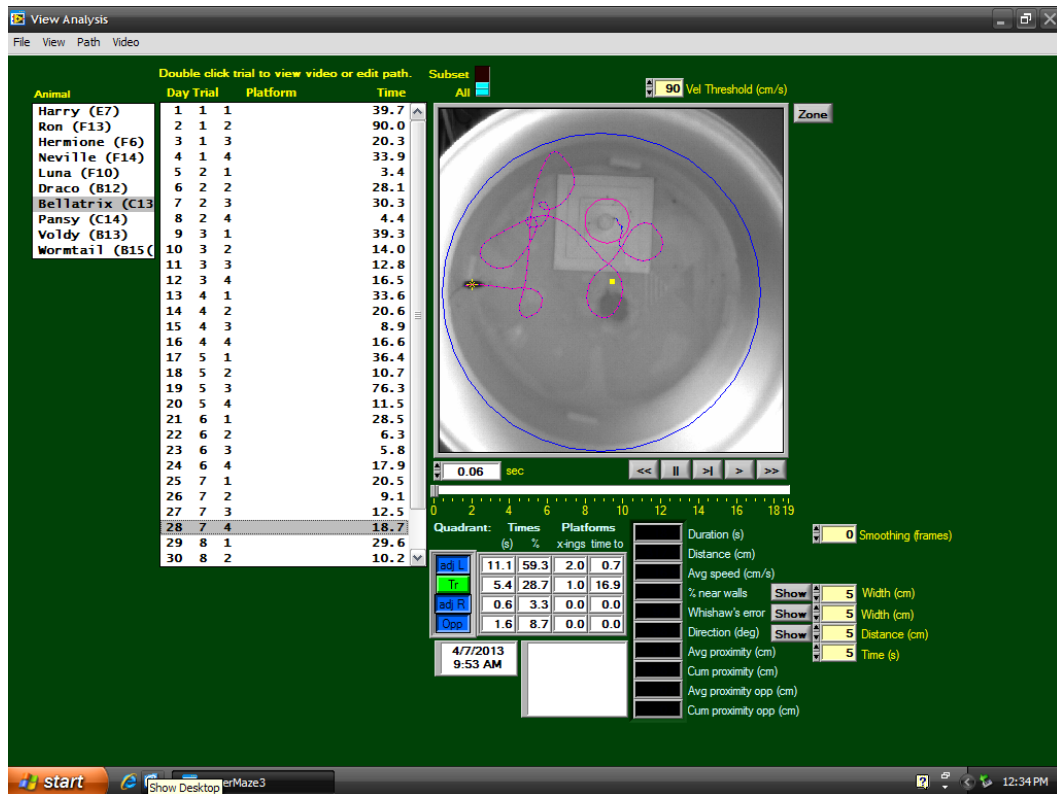 View Analysis
File View Path Video
Double click trial to view video or edit path.
Subset
All
90 Vel Threshold (cm/s)
Animal
Day Trial Platform Time
Zone
Harry (E7)
Ron (F13)
Hermione (F6)
Neville (F14)
Luna (F10)
Draco (B12)
Bellatrix (C13
Pansy (C14)
Voldy (B13)
Wormtail (B15(
1 1 1 39.7
2 1 2 90.0
3 1 3 20.3
4 1 4 33.9
5 2 1 3.4
6 2 2 28.1
7 2 3 30.3
8 2 4 4.4
9 3 1 39.3
10 3 2 14.0
11 3 3 12.8
12 3 4 16.5
13 4 1 33.6
14 4 2 20.6
15 4 3 8.9
16 4 4 16.6
17 5 1 36.4
18 5 2 10.7
19 5 3 76.3
20 5 4 11.5
21 6 1 28.5
22 6 2 6.3
23 6 3 5.8
24 6 4 17.9
25 7 1 20.5
26 7 2 9.1
27 7 3 12.5
28 7 4 18.7
29 8 1 29.6
30 8 2 10.2
0.06 sec
<< II >| > >>
0 2 4 6 8 10 12 14 16 18 19
Quadrant: Times Platforms
(s) % x-ings time to
adj L 11.1 59.3 2.0 0.7
Tr 5.4 28.7 1.0 16.9
adj R 0.6 3.3 0.0 0.0
Opp 1.6 8.7 0.0 0.0
4/7/2013
9:53 AM
Duration (s)
Distance (cm)
Avg speed (cm/s)
% near walls Show 5 Width (cm)
Whishaw's error Show 5 Width (cm)
Direction (deg) Show 5 Distance (cm)
Avg proximity (cm) 5 Time (s)
Cum proximity (cm)
Avg proximity opp (cm)
Cum proximity opp (cm)
0 Smoothing (frames)
start
Show Desktop
erMaze3
12:34 PM